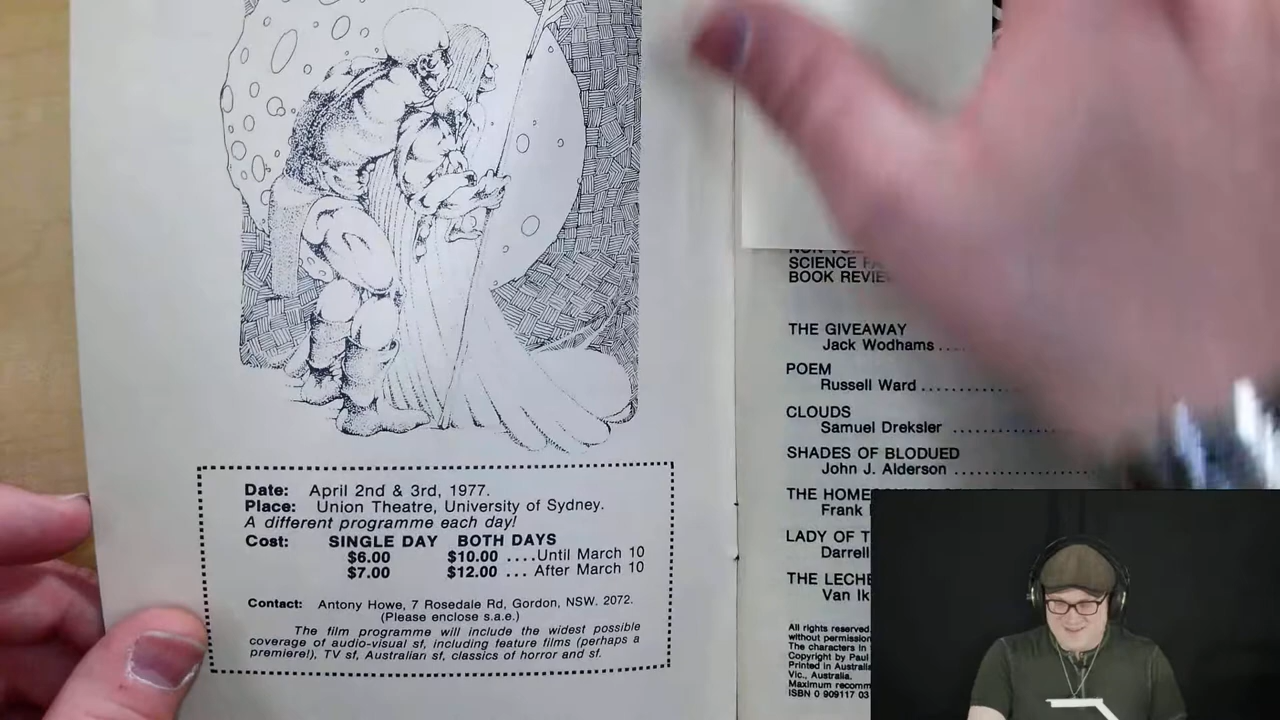 Date: April 2nd & 3rd, 1977.
Place: Union Theatre, University of Sydney.
A different programme each day!
Cost: SINGLE DAY BOTH DAYS
$6.00 $10.00 ....Until March 10
$7.00 $12.00 ... After March 10
Contact: Antony Howe, 7 Rosedale Rd, Gordon, NSW. 2072.
(Please enclose s.a.e.)
The film programme will include the widest possible
coverage of audio-visual sf, including feature films (perhaps a
premiere!), TV sf, Australian sf, classics of horror and sf.
SCIENCE
BOOK
THE GIVEAWAY
Jack Wodhams ....
POEM
Russell Ward ..............
CLOUDS
Samuel Dreksler ..................
SHADES OF BLODUED
John J. Alderson ....................
THE
Frank
LADY OF
THE
Van
All rights reserved.
without
The characters in
Copyright by Paul
Printed in
Vic., Australia.
Maximum
ISBN 0 909117 03